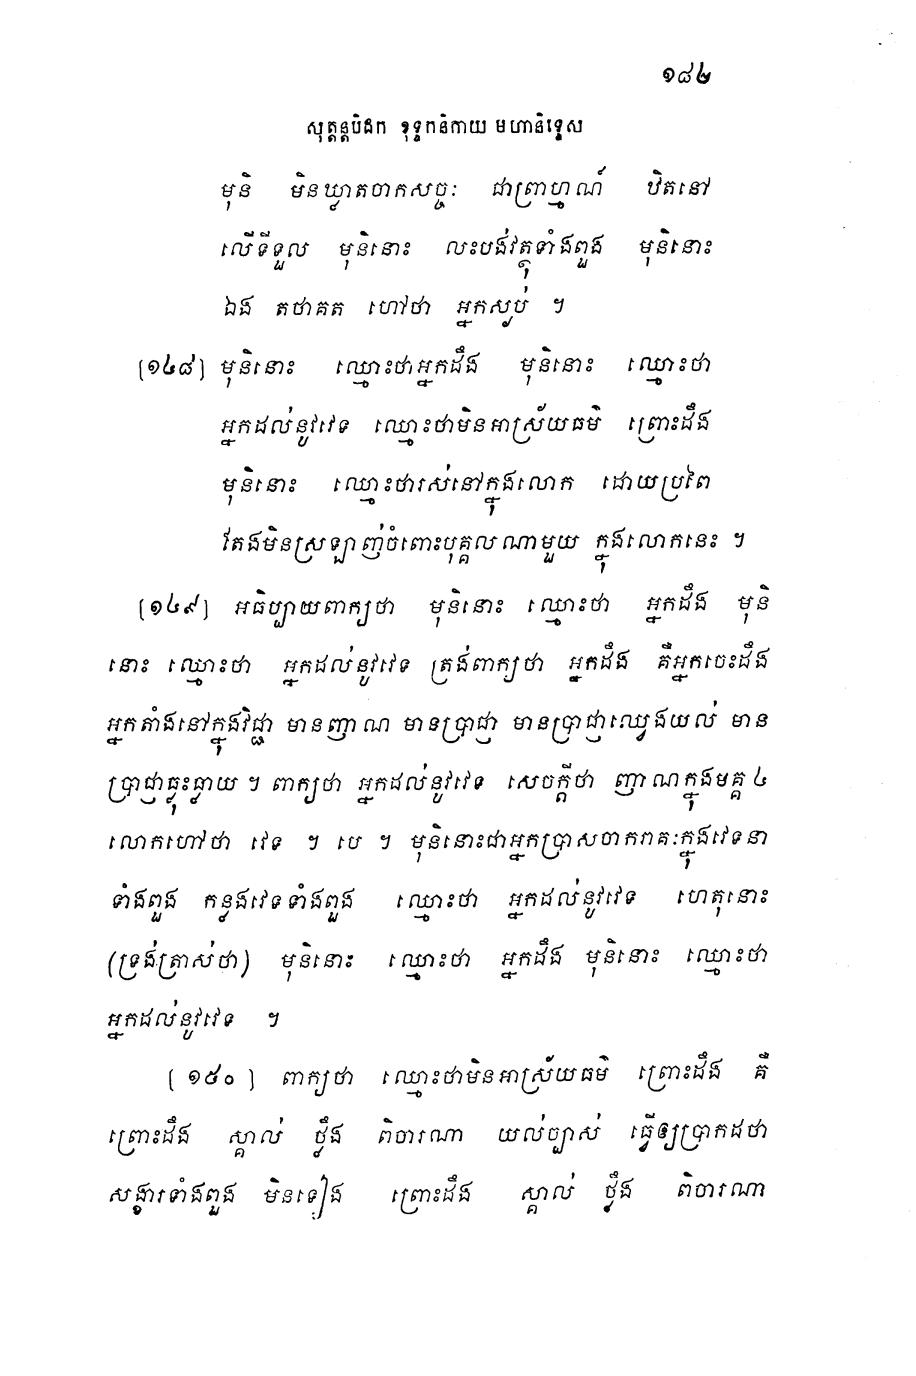 ១៨២
សុត្តន្តបិដក ខុទ្ទកនិកាយ មហានិទ្ទេស
មុនិ មិនឃ្លាតចាកសច្ចៈ ជាព្រាហ្មណ៍ ឋិតនៅ
លើទីទួល មុនិនោះ លះបង់វត្ថុទាំងពួង មុនិនោះ
ឯង តថាគត ហៅថា អ្នកស្ងប់ ។
[១៤៨] មុនិនោះ ឈ្មោះថាអ្នកដឹង មុនិនោះ ឈ្មោះថា
អ្នកដល់នូវវេទ ឈ្មោះថាមិនអាស្រ័យធម៌ ព្រោះដឹង
មុនិនោះ ឈ្មោះថារស់នៅក្នុងលោក ដោយប្រពៃ
តែងមិនស្រឡាញ់ចំពោះបុគ្គលណាមួយ ក្នុងលោកនេះ ។
[១៤៩] អធិប្បាយពាក្យថា មុនិនោះ ឈ្មោះថា អ្នកដឹង មុនិ
នោះ ឈ្មោះថា អ្នកដល់នូវវេទ ត្រង់ពាក្យថា អ្នកដឹង គឺអ្នកចេះដឹង
អ្នកតាំងនៅក្នុងវិជ្ជា មានញាណ មានប្រាជ្ញា មានប្រាជ្ញាឈ្វេងយល់ មាន
ប្រាជ្ញាធ្លុះធ្លាយ ។ ពាក្យថា អ្នកដល់នូវវេទ សេចក្តីថា ញាណក្នុងមគ្គ ៤
លោកហៅថា វេទ ។ បេ ។ មុនិនោះជាអ្នកប្រាសចាករាគៈក្នុងវេទនា
ទាំងពួង កន្លងវេទទាំងពួង ឈ្មោះថា អ្នកដល់នូវវេទ ហេតុនោះ
(ទ្រង់ត្រាស់ថា) មុនិនោះ ឈ្មោះថា អ្នកដឹង មុនិនោះ ឈ្មោះថា
អ្នកដល់នូវវេទ ។
[១៥០] ពាក្យថា ឈ្មោះថាមិនអាស្រ័យធម៌ ព្រោះដឹង គឺ
ព្រោះដឹង ស្គាល់ ថ្លឹង ពិចារណា យល់ច្បាស់ ធ្វើឲ្យប្រាកដថា
សង្ខារទាំងពួង មិនទៀង ព្រោះដឹង ស្គាល់ ថ្លឹង ពិចារណា